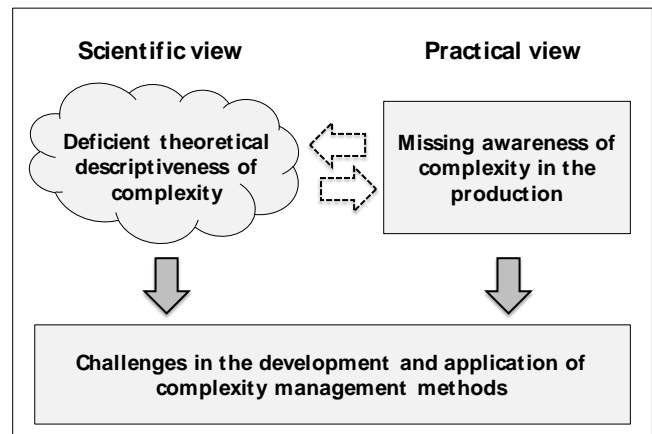 Scientific view
Practical view
Deficient theoretical
descriptiveness of
complexity
Missing awareness of
complexity in the
production
Challenges in the development and application of
complexity management methods